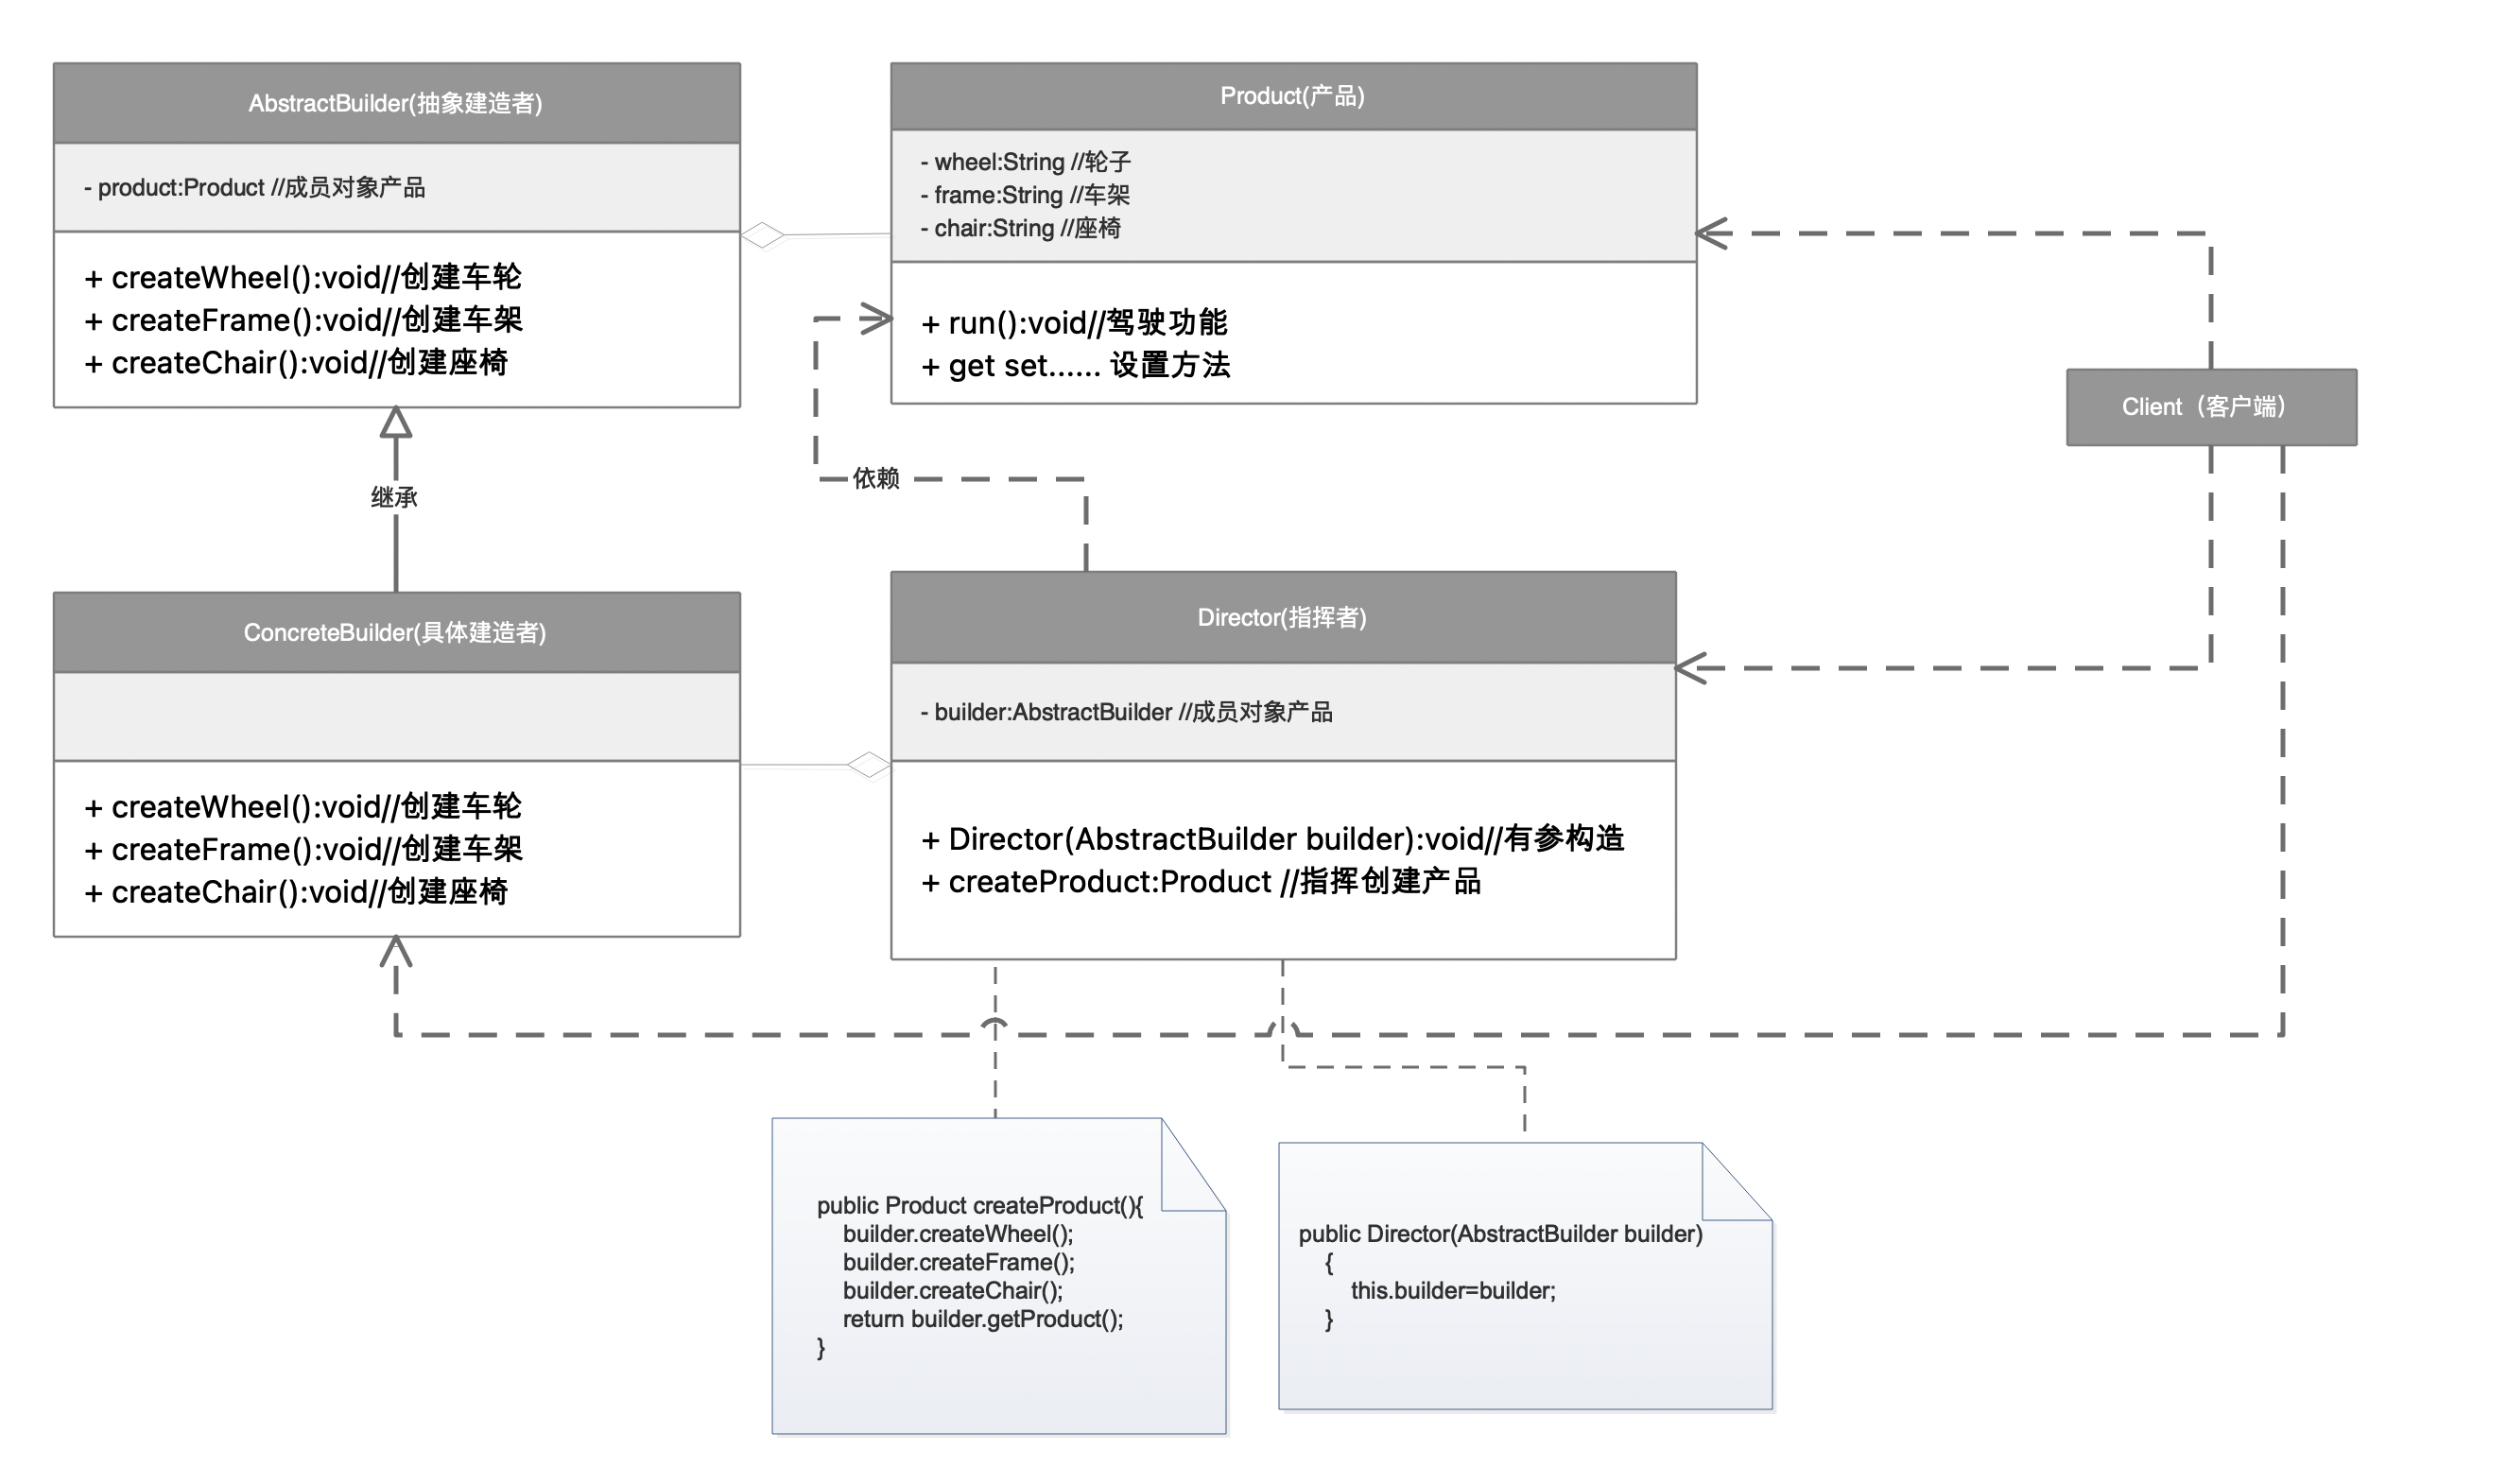 AbstractBuilder(抽象建造者)
- product:Product //成员对象产品
+ createWheel():void//创建车轮
+ createFrame():void//创建车架
+ createChair():void//创建座椅
Product(产品)
- wheel:String //轮子
- frame:String //车架
- chair:String //座椅
+ run():void//驾驶功能
+ get set...... 设置方法
Client（客户端）
依赖
继承
ConcreteBuilder(具体建造者)
+ createWheel():void//创建车轮
+ createFrame():void//创建车架
+ createChair():void//创建座椅
Director(指挥者)
- builder:AbstractBuilder //成员对象产品
+ Director(AbstractBuilder builder):void//有参构造
+ createProduct:Product //指挥创建产品
public Product createProduct(){
builder.createWheel();
builder.createFrame();
builder.createChair();
return builder.getProduct();
}
public Director(AbstractBuilder builder)
{
this.builder=builder;
}